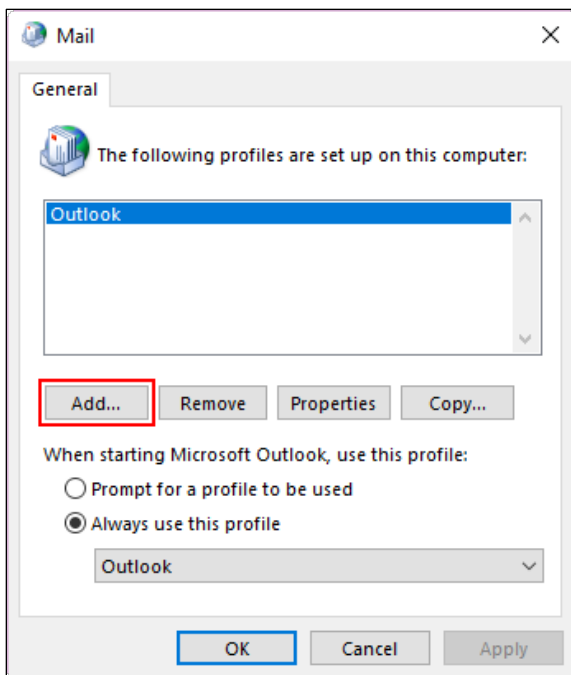 Mail
General
The following profiles are set up on this computer:
Outlook
Add... Remove Properties Copy...
When starting Microsoft Outlook, use this profile:
Prompt for a profile to be used
Always use this profile
Outlook
OK Cancel Apply